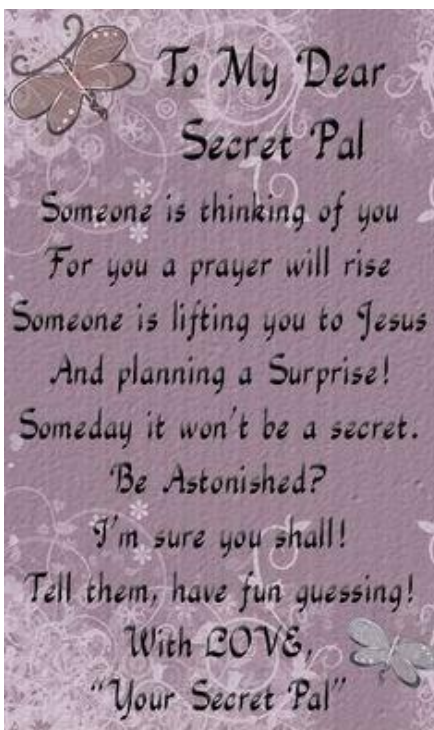 To My Dear
Secret Pal
Someone is thinking of you
For you a prayer will rise
Someone is lifting you to Jesus
And planning a Surprise!
Someday it won't be a secret.
Be Astonished?
I'm sure you shall!
Tell them, have fun guessing!
With LOVE,
"Your Secret Pal"